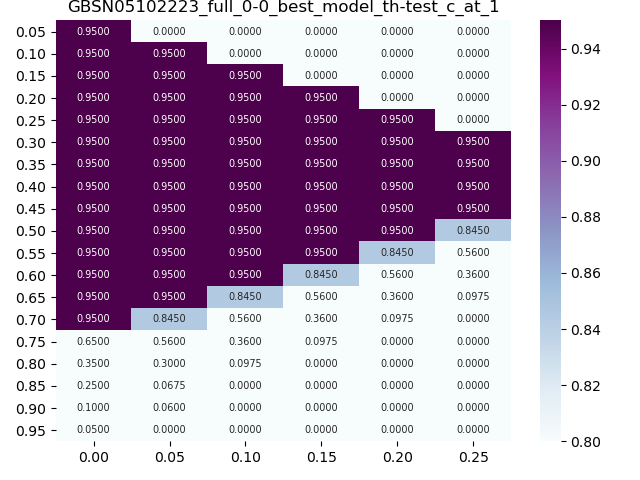 GBSN05102223_full_0-0_best_model_th-test_c_at_1
0.05 0.9500 0.0000 0.0000 0.0000 0.0000 0.0000
0.10 0.9500 0.9500 0.0000 0.0000 0.0000 0.0000
0.15 0.9500 0.9500 0.9500 0.0000 0.0000 0.0000
0.20 0.9500 0.9500 0.9500 0.9500 0.0000 0.0000
0.25 0.9500 0.9500 0.9500 0.9500 0.9500 0.0000
0.30 0.9500 0.9500 0.9500 0.9500 0.9500 0.9500
0.35 0.9500 0.9500 0.9500 0.9500 0.9500 0.9500
0.40 0.9500 0.9500 0.9500 0.9500 0.9500 0.9500
0.45 0.9500 0.9500 0.9500 0.9500 0.9500 0.9500
0.50 0.9500 0.9500 0.9500 0.9500 0.9500 0.8450
0.55 0.9500 0.9500 0.9500 0.9500 0.8450 0.5600
0.60 0.9500 0.9500 0.9500 0.8450 0.5600 0.3600
0.65 0.9500 0.9500 0.8450 0.5600 0.3600 0.0975
0.70 0.9500 0.8450 0.5600 0.3600 0.0975 0.0000
0.75 0.6500 0.5600 0.3600 0.0975 0.0000 0.0000
0.80 0.3500 0.3000 0.0975 0.0000 0.0000 0.0000
0.85 0.2500 0.0675 0.0000 0.0000 0.0000 0.0000
0.90 0.1000 0.0600 0.0000 0.0000 0.0000 0.0000
0.95 0.0500 0.0000 0.0000 0.0000 0.0000 0.0000
0.00 0.05 0.10 0.15 0.20 0.25
0.94
0.92
0.90
0.88
0.86
0.84
0.82
0.80